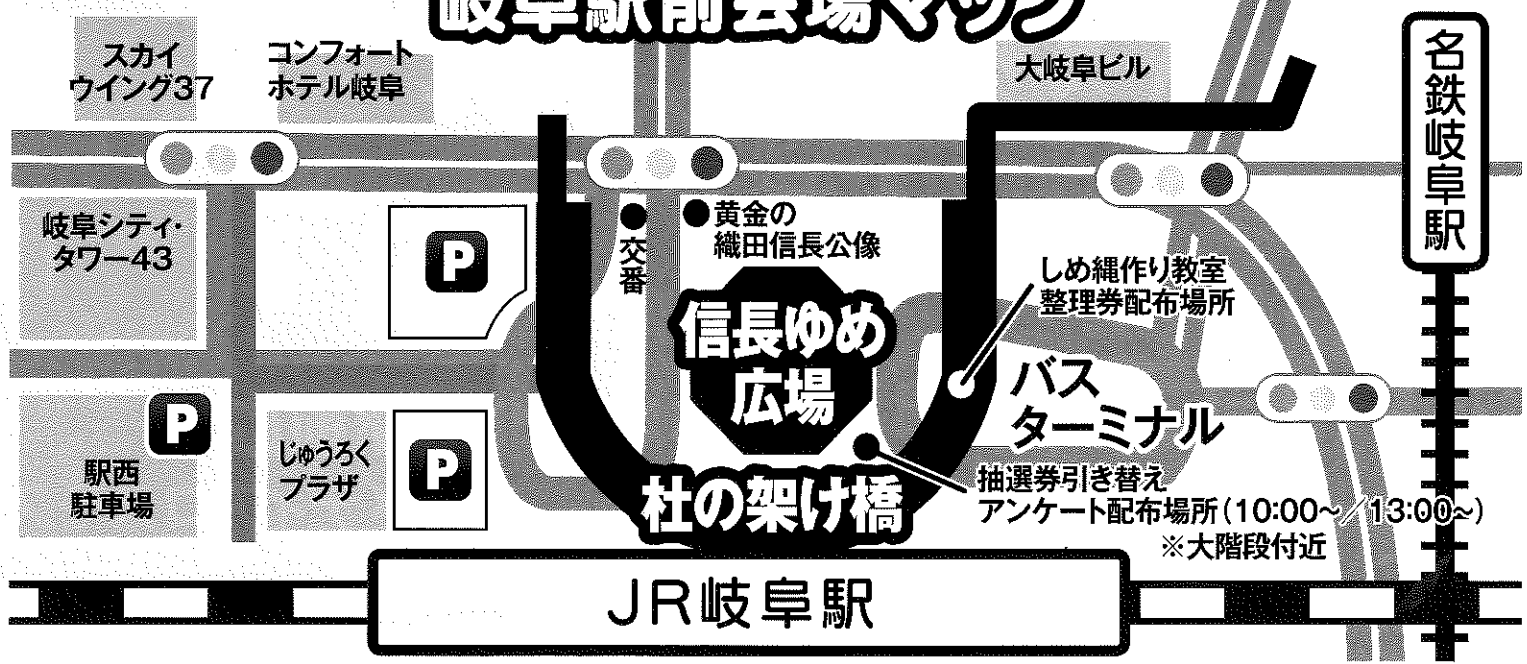 岐阜駅前会場マップ
スカイ
ウイング37
コンフォート
ホテル岐阜
大岐阜ビル
名鉄岐阜駅
岐阜シティ・
タワー43
P
交番
黄金の
織田信長公像
しめ縄作り教室
整理券配布場所
信長ゆめ
広場
バス
ターミナル
P
駅西
駐車場
じゅうろく
プラザ
P
杜の架け橋
抽選券引き替え
アンケート配布場所(10:00~/13:00~)
※大階段付近
JR岐阜駅